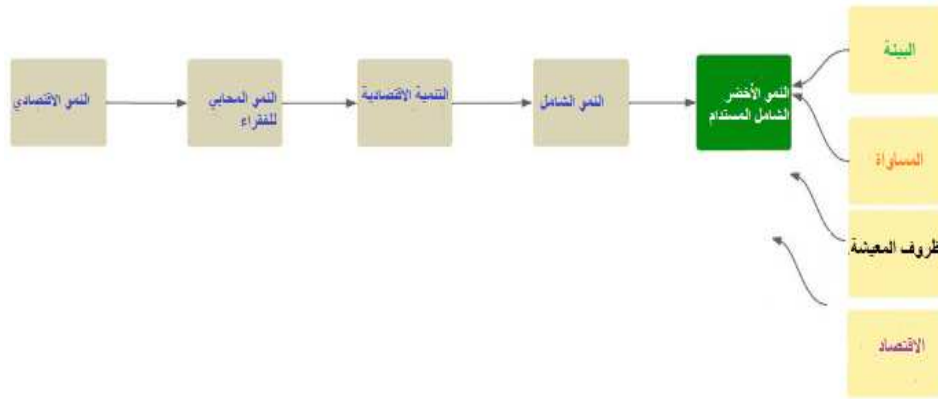 النمو الاقتصادي
النمو المحابي
للفقراء
التنمية الاقتصادية
النمو الشامل
النمو الأخضر
الشامل المستدام
البيئة
المساواة
ظروف المعيشة
الاقتصاد